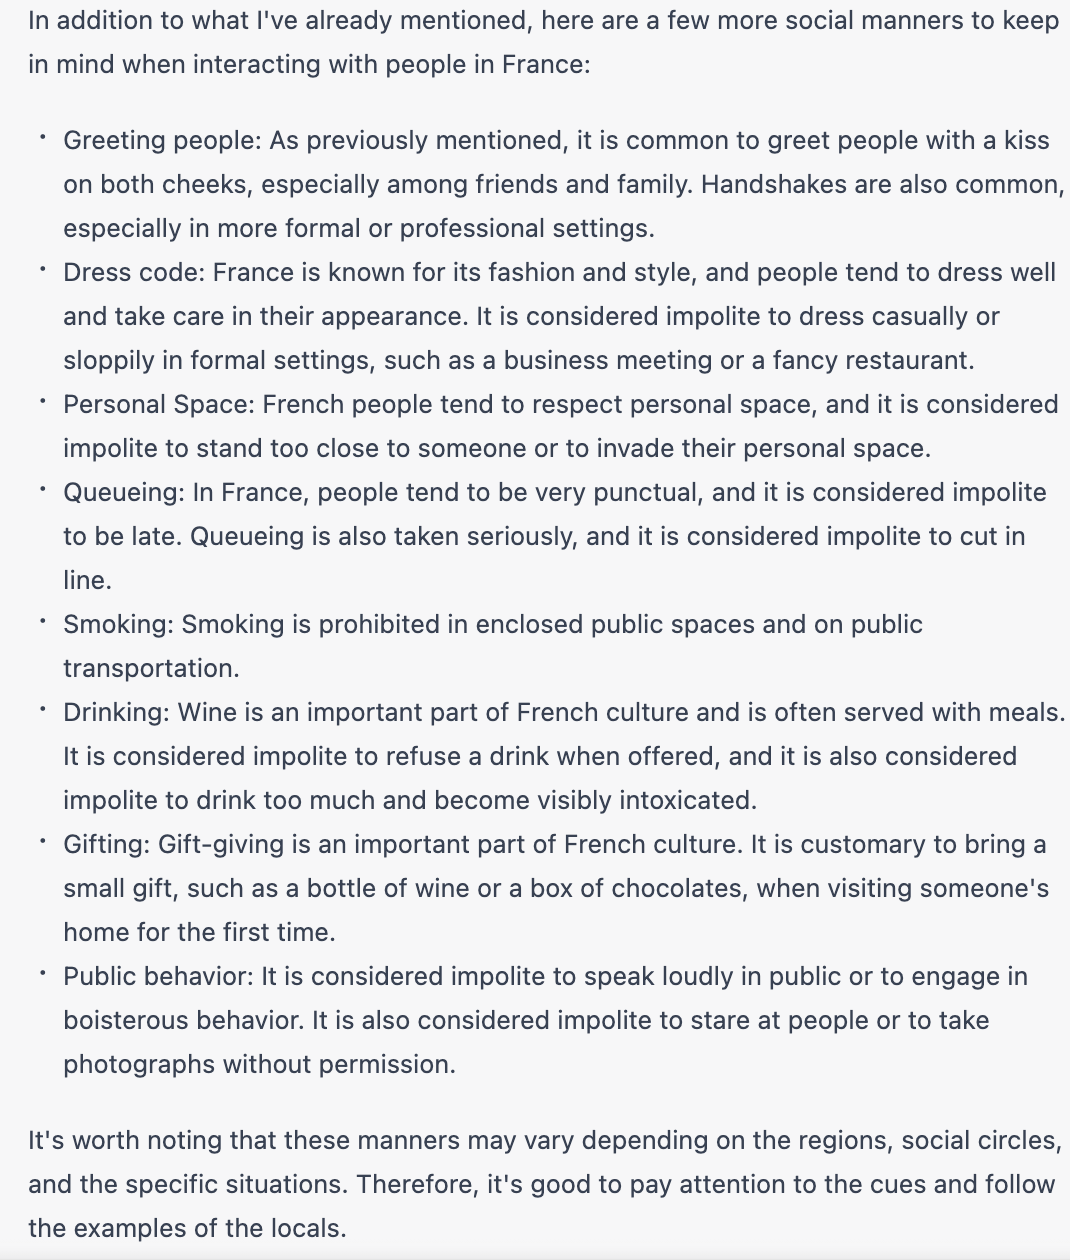 In addition to what I've already mentioned, here are a few more social manners to keep
in mind when interacting with people in France:
• Greeting people: As previously mentioned, it is common to greet people with a kiss
on both cheeks, especially among friends and family. Handshakes are also common,
especially in more formal or professional settings.
• Dress code: France is known for its fashion and style, and people tend to dress well
and take care in their appearance. It is considered impolite to dress casually or
sloppily in formal settings, such as a business meeting or a fancy restaurant.
• Personal Space: French people tend to respect personal space, and it is considered
impolite to stand too close to someone or to invade their personal space.
• Queueing: In France, people tend to be very punctual, and it is considered impolite
to be late. Queueing is also taken seriously, and it is considered impolite to cut in
line.
• Smoking: Smoking is prohibited in enclosed public spaces and on public
transportation.
• Drinking: Wine is an important part of French culture and is often served with meals.
It is considered impolite to refuse a drink when offered, and it is also considered
impolite to drink too much and become visibly intoxicated.
• Gifting: Gift-giving is an important part of French culture. It is customary to bring a
small gift, such as a bottle of wine or a box of chocolates, when visiting someone's
home for the first time.
• Public behavior: It is considered impolite to speak loudly in public or to engage in
boisterous behavior. It is also considered impolite to stare at people or to take
photographs without permission.
It's worth noting that these manners may vary depending on the regions, social circles,
and the specific situations. Therefore, it's good to pay attention to the cues and follow
the examples of the locals.